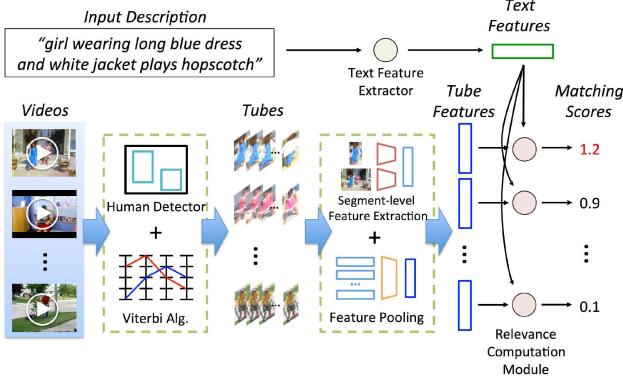 Input Description
“girl wearing long blue dress
and white jacket plays hopscotch”
Text Feature
Extractor
Text
Features
Videos
Tubes
Tube
Features
Matching
Scores
Human Detector
+
Viterbi Alg.
Segment-level
Feature Extraction
+
Feature Pooling
1.2
0.9
0.1
Relevance
Computation
Module